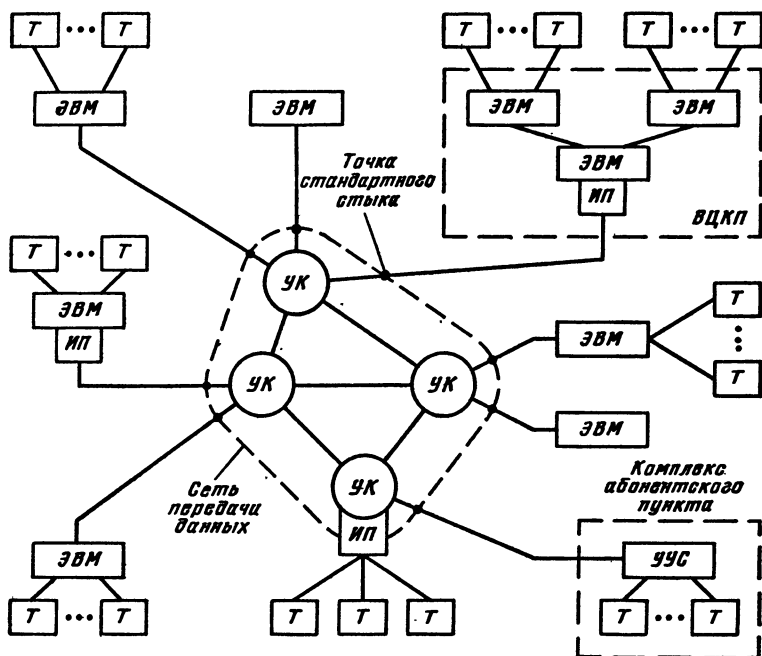 Т ... Т
Т ... Т
Т ... Т
ЭВМ
ЭВМ
ЭВМ
ЭВМ
Точка
стандартного
стыка
ЭВМ
ИП
ВЦКП
Т ... Т
УК
ЭВМ
ИП
Т
ЭВМ
Т
УК
УК
ЭВМ
Сеть
передачи
данных
УК
ИП
Комплекс
абонентского
пункта
ЭВМ
УУС
Т ... Т
Т
Т
Т
Т ... Т